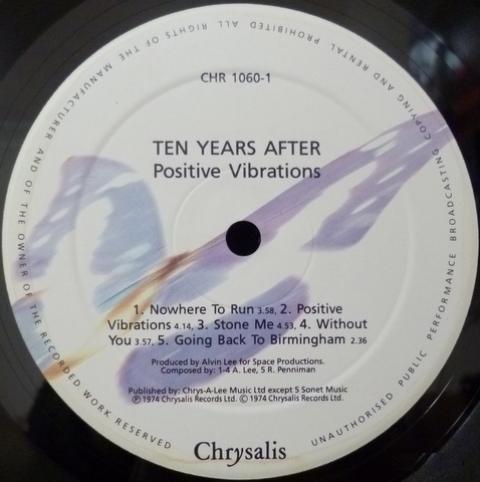 ALL RIGHTS OF THE MANUFACTURER AND OF THE OWNER OF THE RECORDED WORK RESERVED
UNAUTHORISED PUBLIC PERFORMANCE BROADCASTING COPYING AND RENTAL PROHIBITED
CHR 1060-1
TEN YEARS AFTER
Positive Vibrations
1. Nowhere To Run 3.58, 2. Positive
Vibrations 4.14, 3. Stone Me 4.53, 4. Without
You 3.57, 5. Going Back To Birmingham 2.36
Produced by Alvin Lee for Space Productions.
Composed by: 1-4 A. Lee, 5 R. Penniman
Published by: Chrys-A-Lee Music Ltd except 5 Sonet Music
℗ 1974 Chrysalis Records Ltd. © 1974 Chrysalis Records Ltd.
Chrysalis